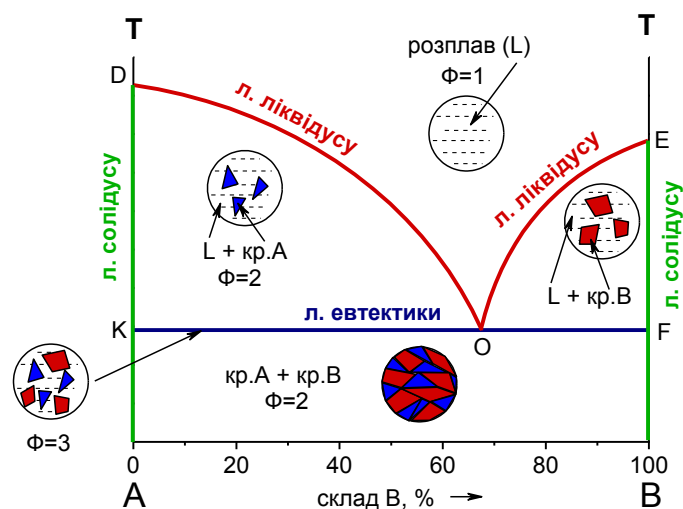 T
T
розплав (L)
Ф=1
D
л. ліквідусу
л. ліквідусу
E
л. солідусу
л. солідусу
L + кр.A
Ф=2
L + кр.B
л. евтектики
K
O
F
кр.A + кр.B
Ф=2
Ф=3
0
20
40
60
80
100
A
склад B, %
B